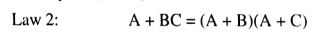 Law 2: A + BC = (A + B)(A + C)